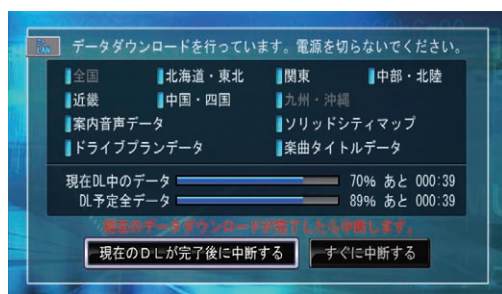 データダウンロードを行っています。電源を切らないでください。
全国 北海道・東北 関東 中部・北陸
近畿 中国・四国 九州・沖縄
案内音声データ ソリッドシティマップ
ドライブプランデータ 楽曲タイトルデータ
現在DL中のデータ 70% あと 000:39
DL予定全データ 89% あと 000:39
現在のデータダウンロードが完了したら中断します。
現在のDLが完了後に中断する すぐに中断する